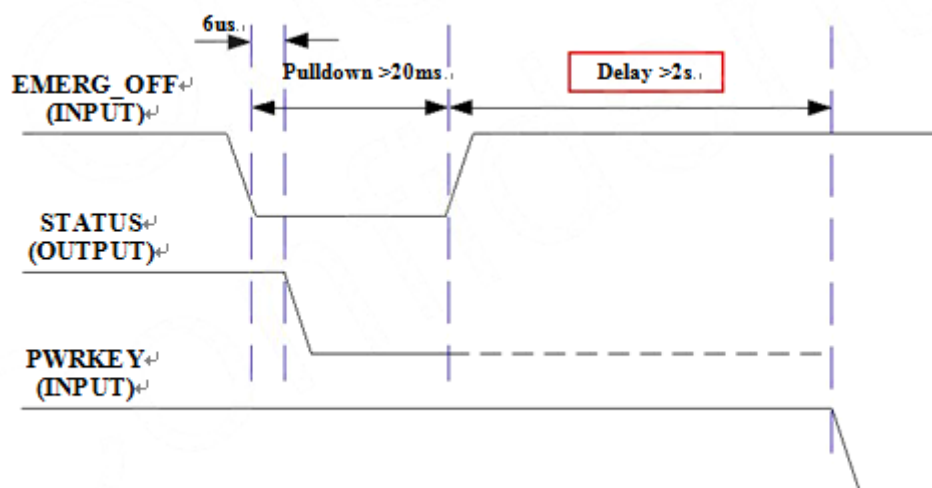 6us.
Pulldown >20ms.
Delay >2s.
EMERG_OFF↵
(INPUT)↵
STATUS↵
(OUTPUT)↵
PWRKEY↵
(INPUT)↵